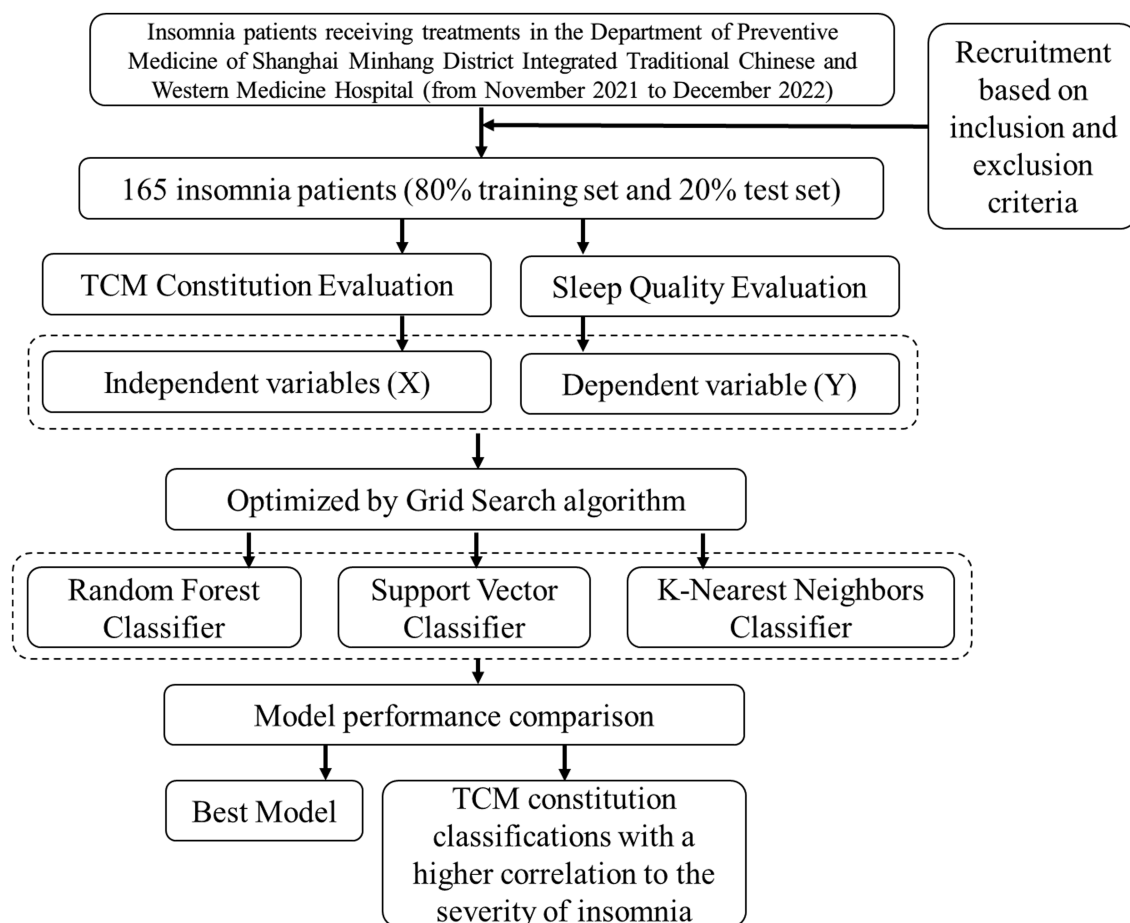 Insomnia patients receiving treatments in the Department of Preventive
Medicine of Shanghai Minhang District Integrated Traditional Chinese and
Western Medicine Hospital (from November 2021 to December 2022)
Recruitment
based on
inclusion and
exclusion
criteria
165 insomnia patients (80% training set and 20% test set)
TCM Constitution Evaluation
Sleep Quality Evaluation
Independent variables (X)
Dependent variable (Y)
Optimized by Grid Search algorithm
Random Forest
Classifier
Support Vector
Classifier
K-Nearest Neighbors
Classifier
Model performance comparison
Best Model
TCM constitution
classifications with a
higher correlation to the
severity of insomnia